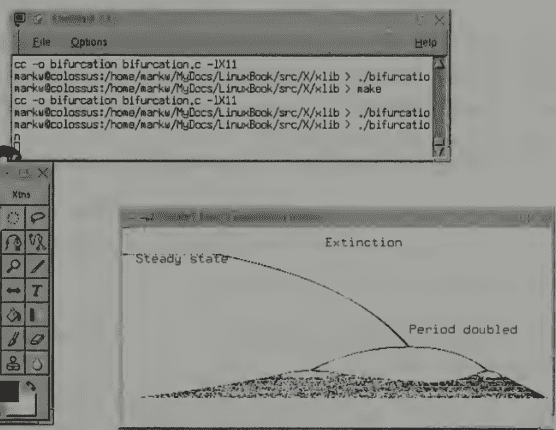 File Options Help
cc -o bifurcation bifurcation.c -lX11
markw@colossus:/home/markw/MyDocs/LinuxBook/src/X/xlib > ./bifurcatio
markw@colossus:/home/markw/MyDocs/LinuxBook/src/X/xlib > make
cc -o bifurcation bifurcation.c -lX11
markw@colossus:/home/markw/MyDocs/LinuxBook/src/X/xlib > ./bifurcatio
markw@colossus:/home/markw/MyDocs/LinuxBook/src/X/xlib > ./bifurcatio
n
Xtns
T
Extinction
Steady state
Period doubled